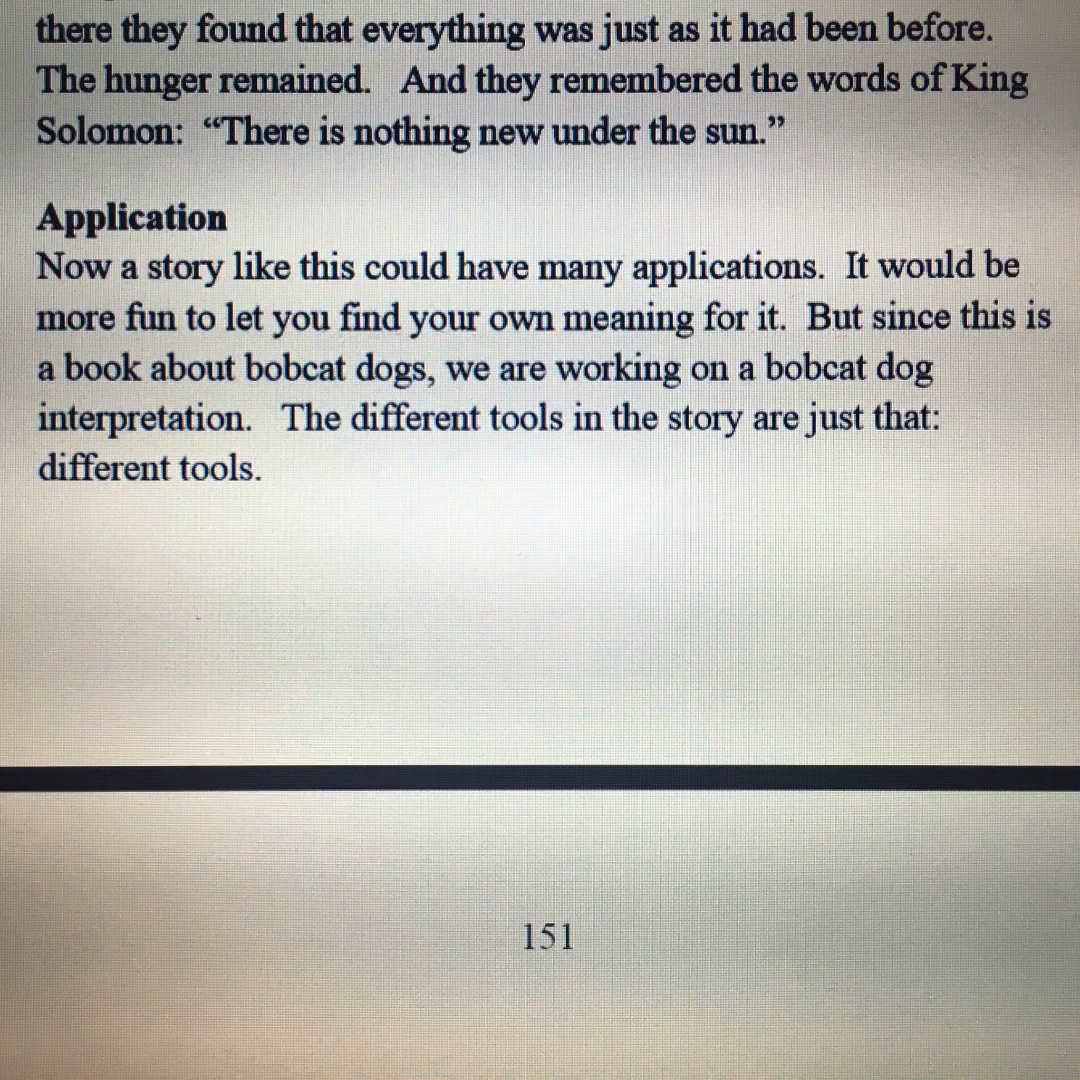 there they found that everything was just as it had been before.
The hunger remained.   And they remembered the words of King
Solomon:  “There is nothing new under the sun.”
Application
Now a story like this could have many applications.  It would be
more fun to let you find your own meaning for it.  But since this is
a book about bobcat dogs, we are working on a bobcat dog
interpretation.   The different tools in the story are just that:
different tools.
151